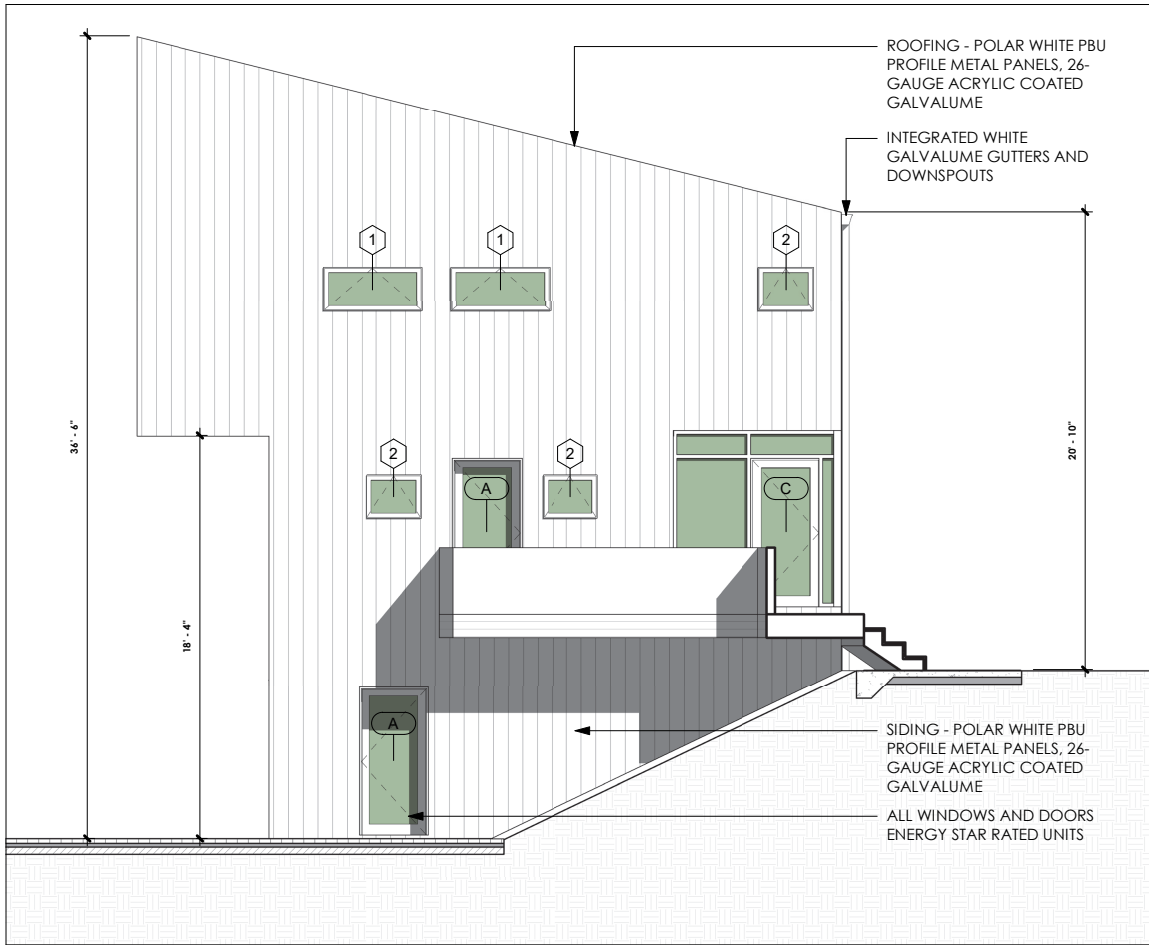 ROOFING - POLAR WHITE PBU
PROFILE METAL PANELS, 26-
GAUGE ACRYLIC COATED
GALVALUME
INTEGRATED WHITE
GALVALUME GUTTERS AND
DOWNSPOUTS
1
1
2
36' - 6"
20' - 10"
2
2
A
C
18' - 4"
A
SIDING - POLAR WHITE PBU
PROFILE METAL PANELS, 26-
GAUGE ACRYLIC COATED
GALVALUME
ALL WINDOWS AND DOORS
ENERGY STAR RATED UNITS